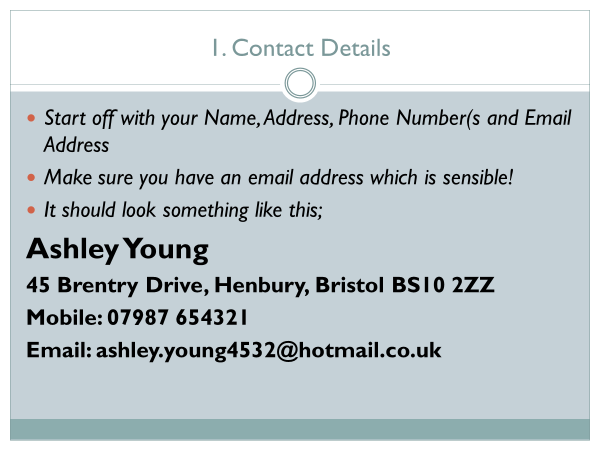 1. Contact Details
Start off with your Name, Address, Phone Number(s and Email
Address
Make sure you have an email address which is sensible!
It should look something like this;
Ashley Young
45 Brentry Drive, Henbury, Bristol BS10 2ZZ
Mobile: 07987 654321
Email: ashley.young4532@hotmail.co.uk